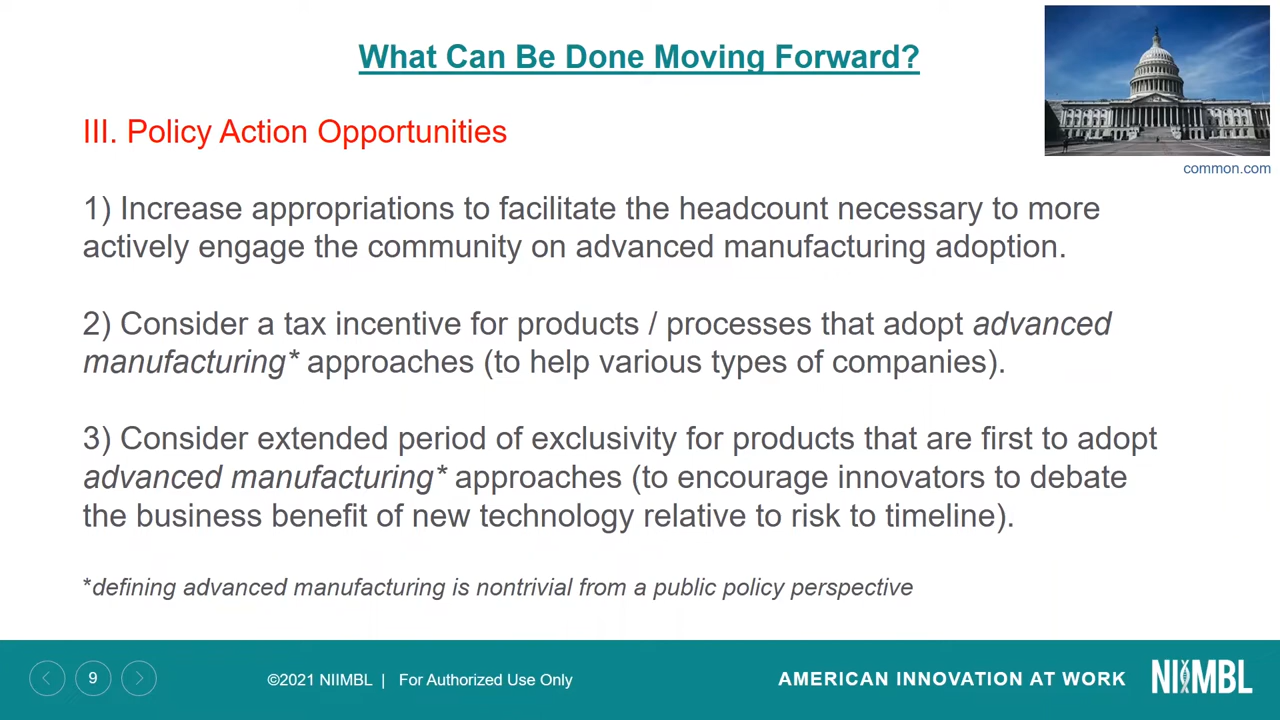 What Can Be Done Moving Forward?
common.com
III. Policy Action Opportunities
1) Increase appropriations to facilitate the headcount necessary to more
actively engage the community on advanced manufacturing adoption.
2) Consider a tax incentive for products / processes that adopt advanced
manufacturing* approaches (to help various types of companies).
3) Consider extended period of exclusivity for products that are first to adopt
advanced manufacturing* approaches (to encourage innovators to debate
the business benefit of new technology relative to risk to timeline).
*defining advanced manufacturing is nontrivial from a public policy perspective
9
©2021 NIIMBL | For Authorized Use Only
AMERICAN INNOVATION AT WORK
NIIMBL